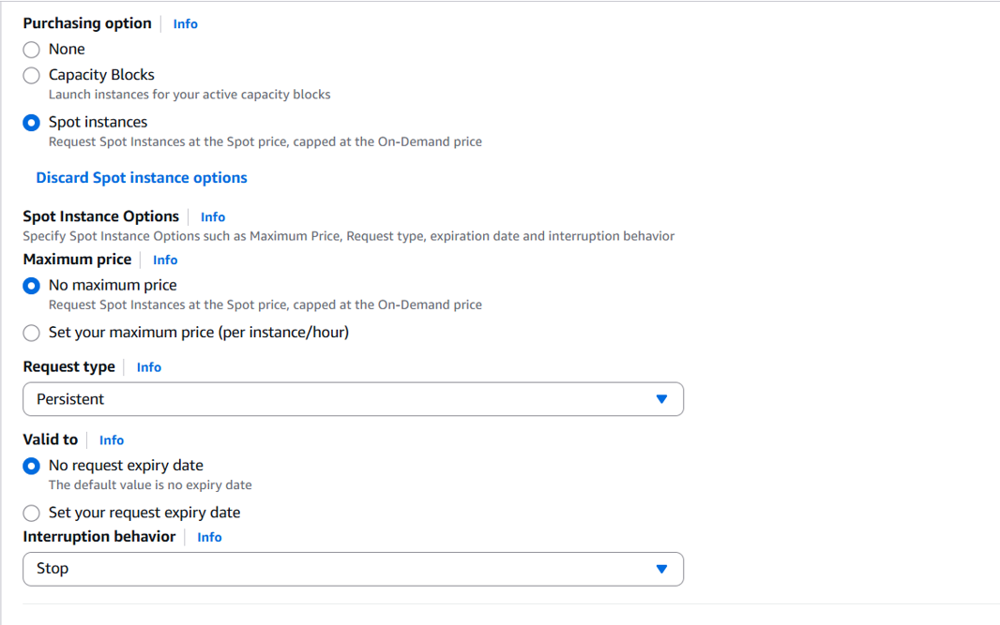 Purchasing option Info
None
Capacity Blocks
Launch instances for your active capacity blocks
Spot instances
Request Spot Instances at the Spot price, capped at the On-Demand price
Discard Spot instance options
Spot Instance Options Info
Specify Spot Instance Options such as Maximum Price, Request type, expiration date and interruption behavior
Maximum price Info
No maximum price
Request Spot Instances at the Spot price, capped at the On-Demand price
Set your maximum price (per instance/hour)
Request type Info
Persistent
Valid to Info
No request expiry date
The default value is no expiry date
Set your request expiry date
Interruption behavior Info
Stop